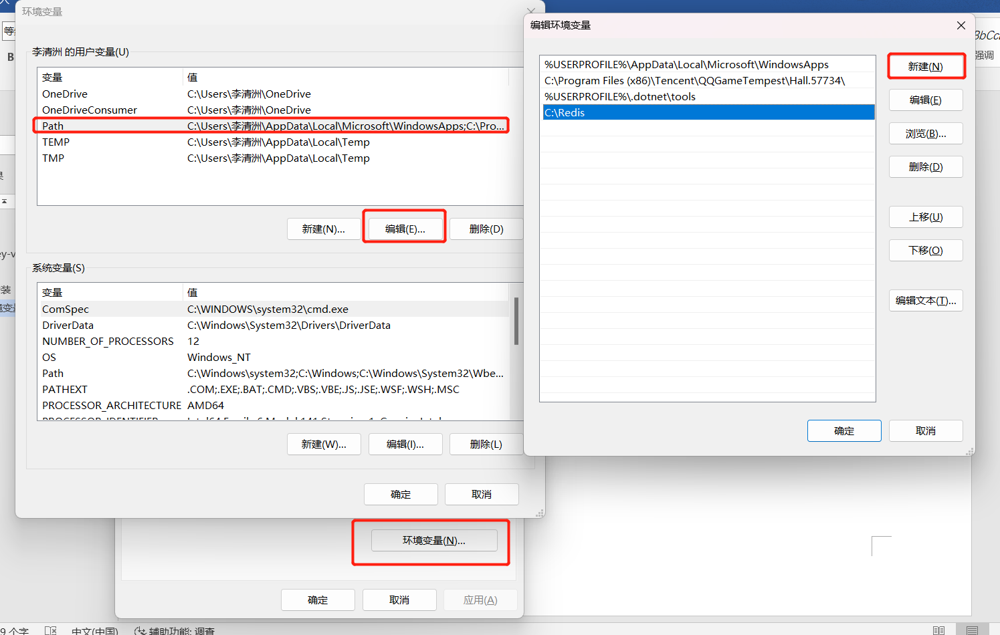 环境变量
李清洲 的用户变量(U)
变量 值
OneDrive C:\Users\李清洲\OneDrive
OneDriveConsumer C:\Users\李清洲\OneDrive
Path C:\Users\李清洲\AppData\Local\Microsoft\WindowsApps;C:\Pro...
TEMP C:\Users\李清洲\AppData\Local\Temp
TMP C:\Users\李清洲\AppData\Local\Temp
新建(N)... 编辑(E)... 删除(D)
系统变量(S)
变量 值
ComSpec C:\WINDOWS\system32\cmd.exe
DriverData C:\Windows\System32\Drivers\DriverData
NUMBER_OF_PROCESSORS 12
OS Windows_NT
Path C:\Windows\system32;C:\Windows;C:\Windows\System32\Wbe...
PATHEXT .COM;.EXE;.BAT;.CMD;.VBS;.VBE;.JS;.JSE;.WSF;.WSH;.MSC
PROCESSOR_ARCHITECTURE AMD64
新建(W)... 编辑(I)... 删除(L)
确定 取消
环境变量(N)...
确定 取消 应用(A)
编辑环境变量
%USERPROFILE%\AppData\Local\Microsoft\WindowsApps
C:\Program Files (x86)\Tencent\QQGameTempest\Hall.57734\
%USERPROFILE%\.dotnet\tools
C:\Redis
新建(N)
编辑(E)
浏览(B)...
删除(D)
上移(U)
下移(O)
编辑文本(T)...
确定 取消
强调
B
9 个字 中文(中国) 辅助功能: 调查